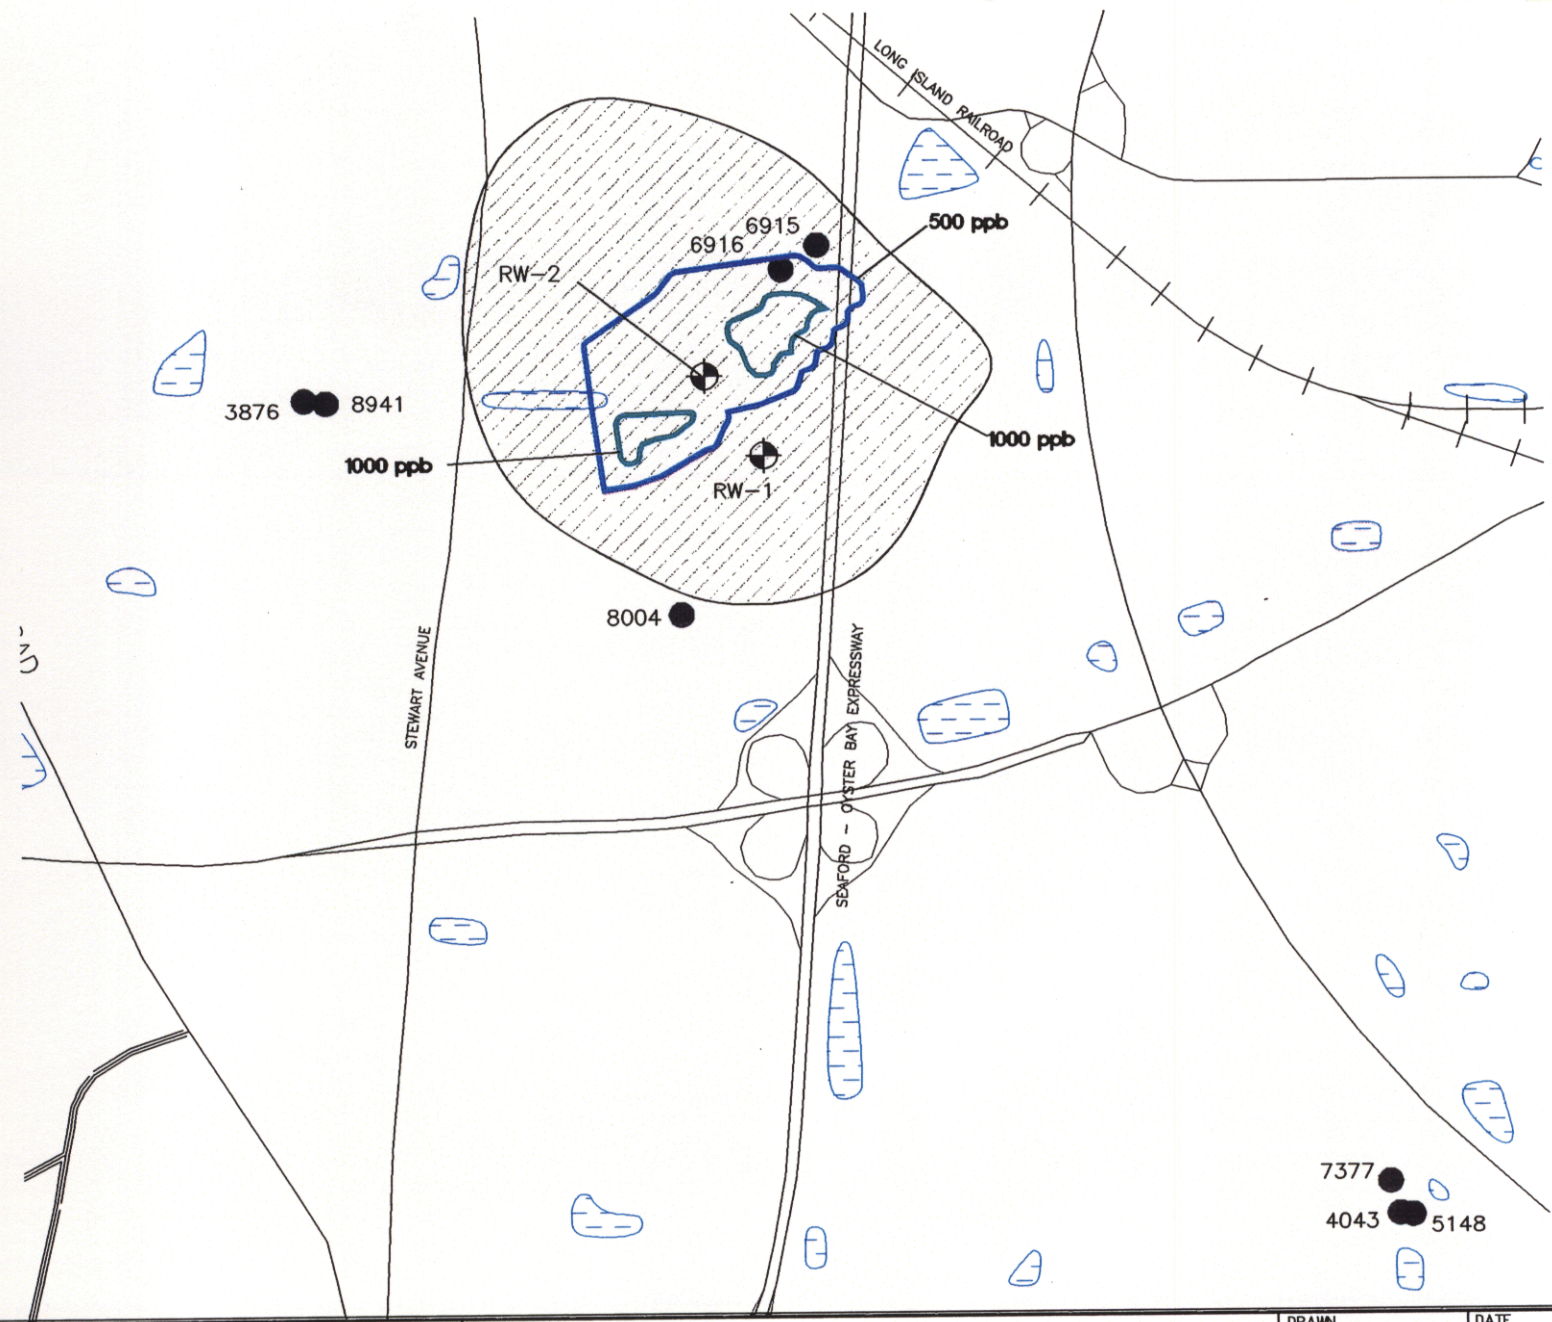 LONG ISLAND RAILROAD
500 ppb
6915
6916
RW-2
3876
8941
1000 ppb
1000 ppb
RW-1
8004
STEWART AVENUE
SEAFORD - OYSTER BAY EXPRESSWAY
7377
4043
5148
DRAWN
DATE